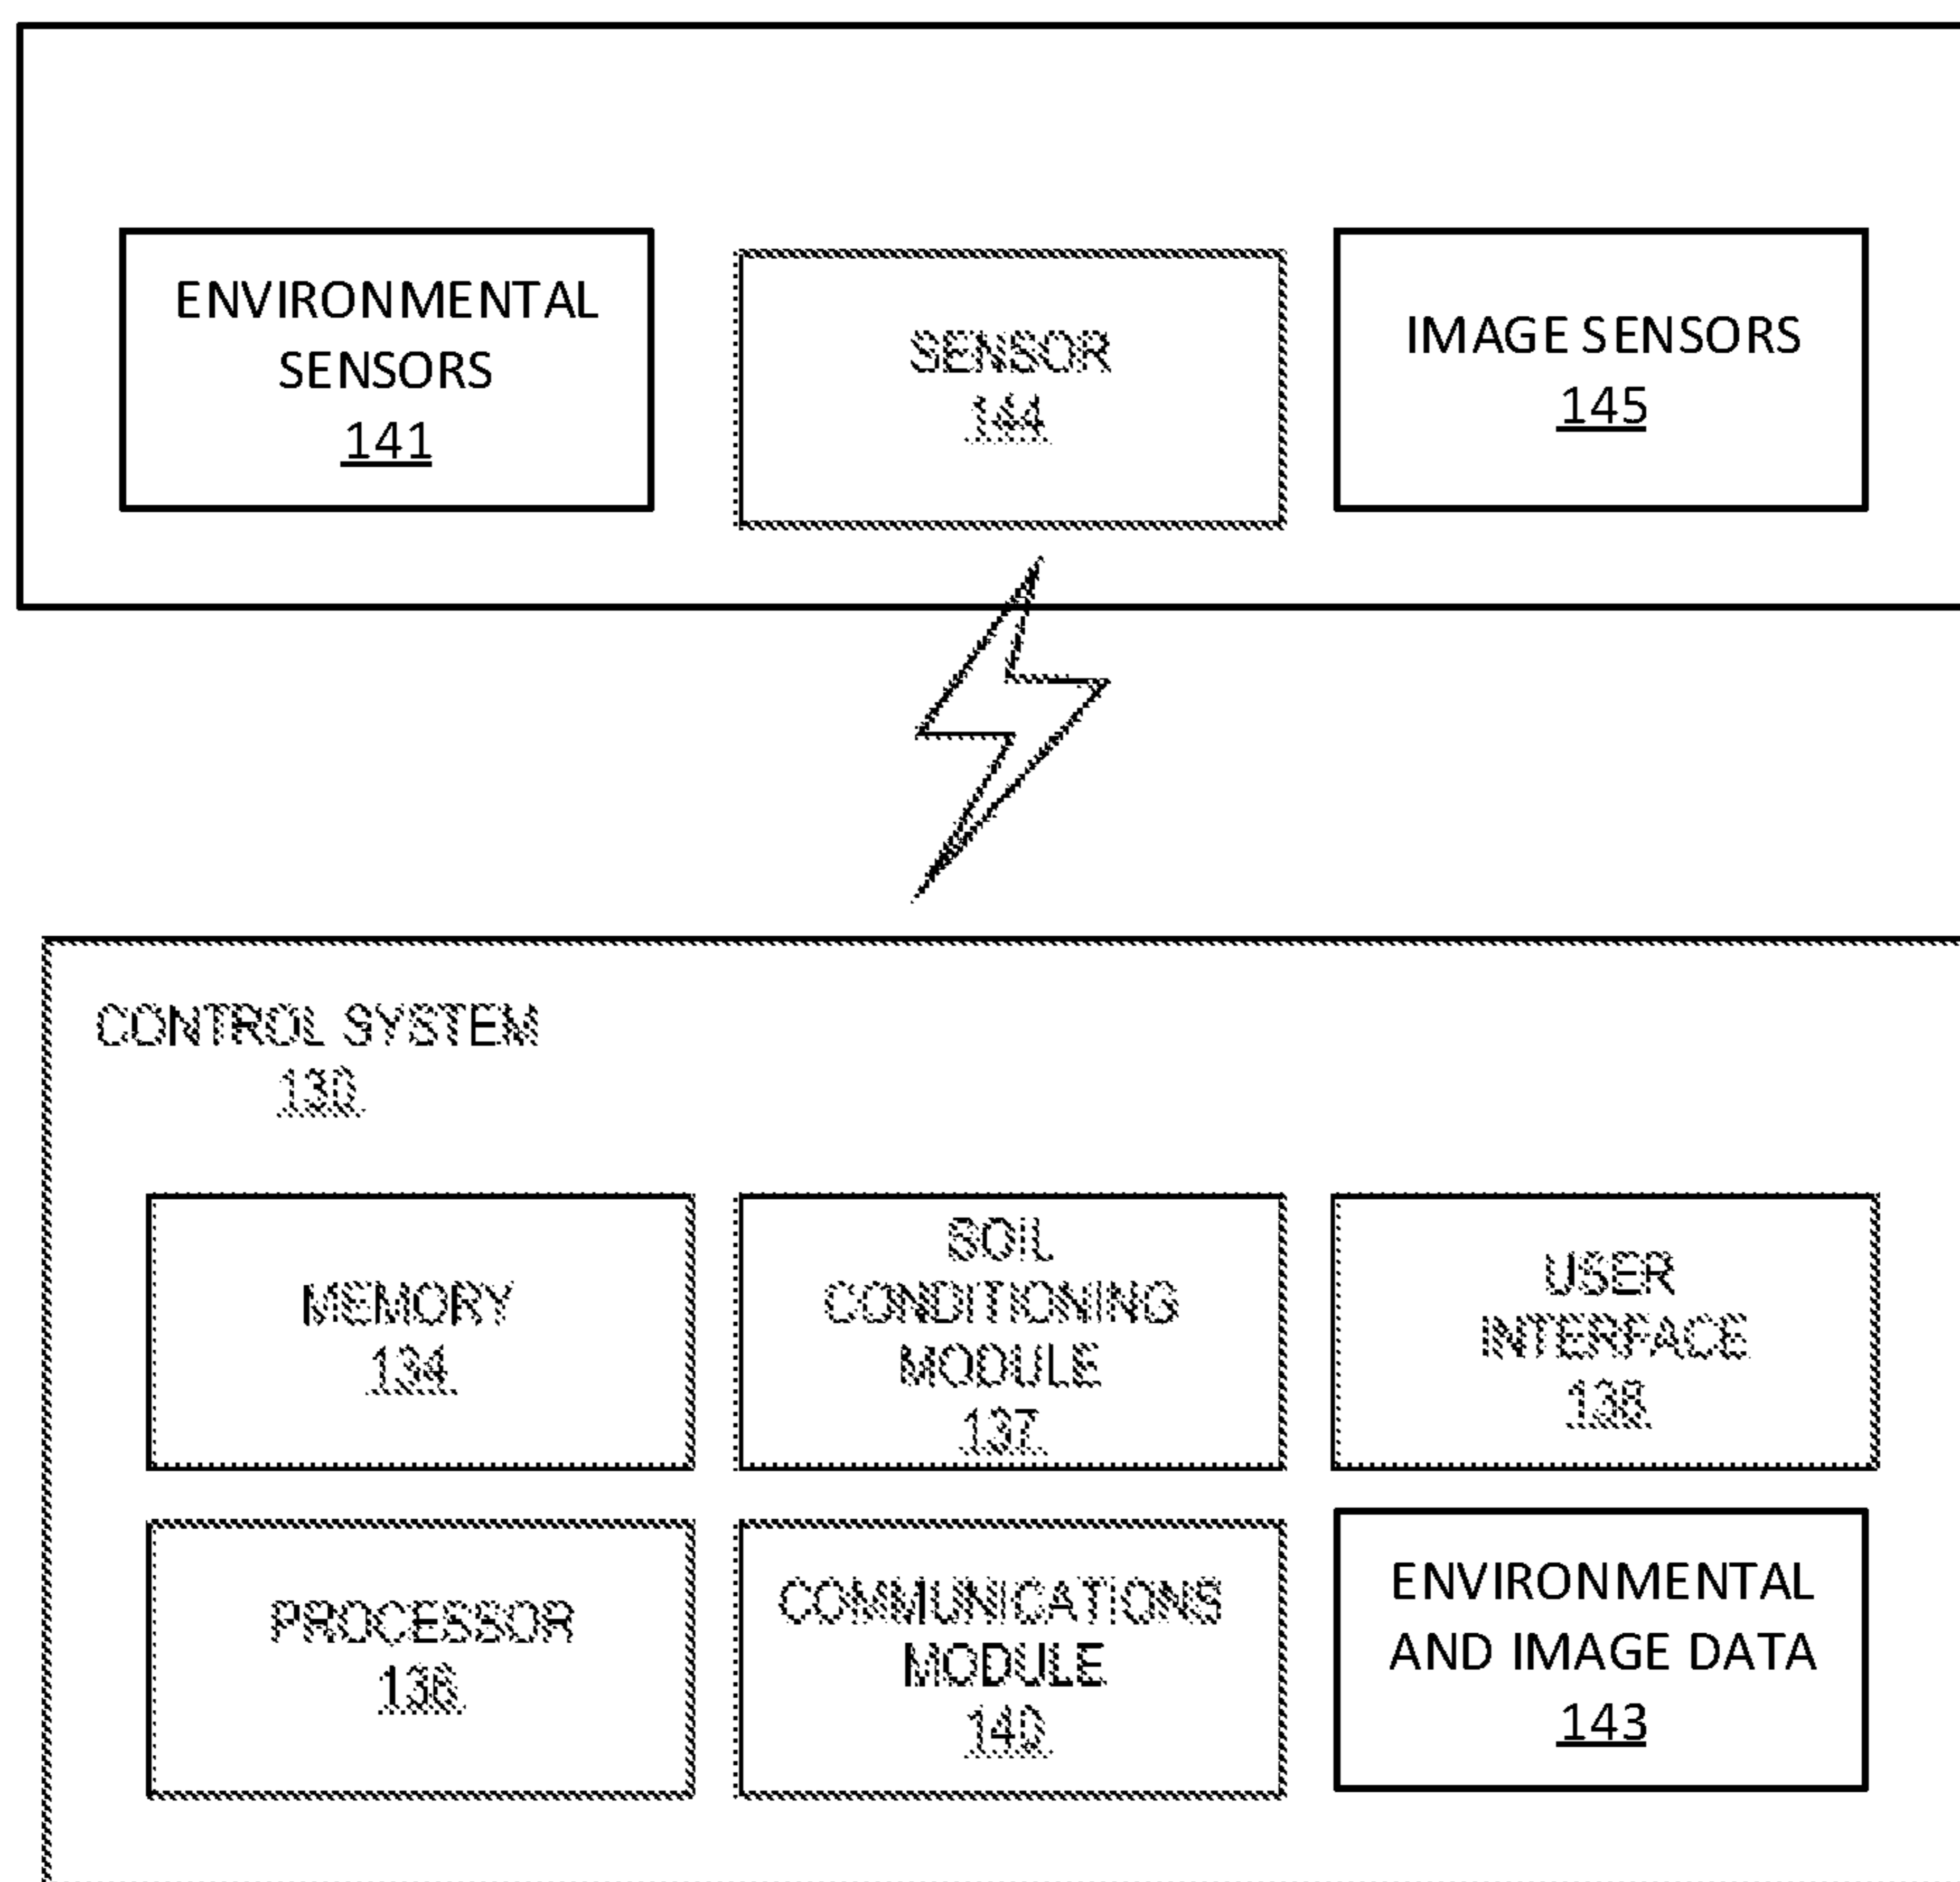 ENVIRONMENTAL
SENSORS
141
SENSOR
144
IMAGE SENSORS
145
CONTROL SYSTEM
130
MEMORY
134
SOIL
CONDITIONING
MODULE
137
USER
INTERFACE
138
PROCESSOR
136
COMMUNICATIONS
MODULE
140
ENVIRONMENTAL
AND IMAGE DATA
143